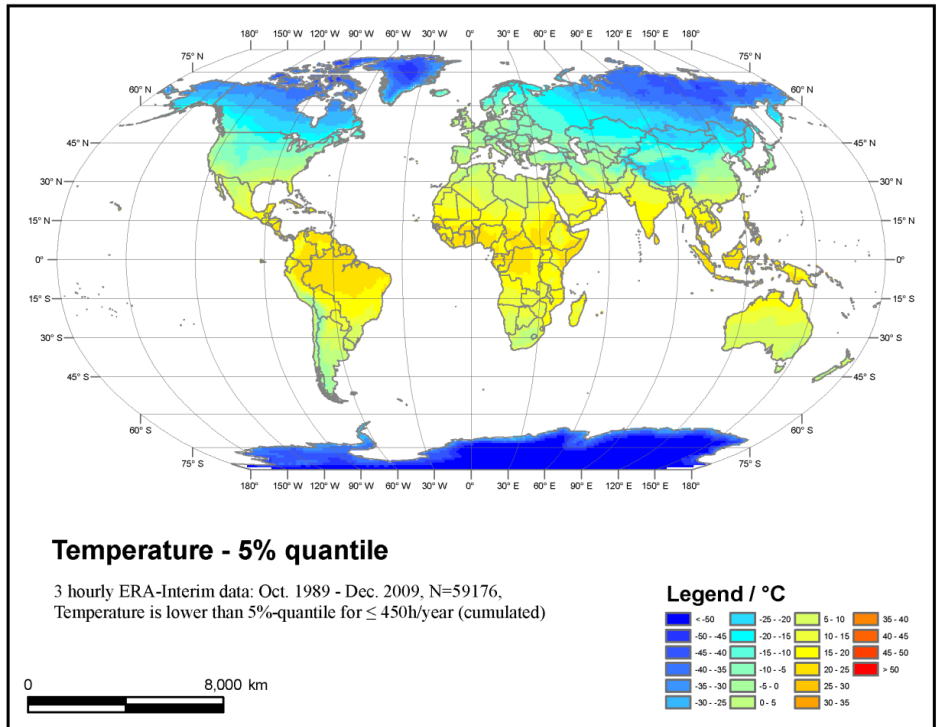 180° 150° W 120° W 90° W 60° W 30° W 0° 30° E 60° E 90° E 120° E 150° E 180°
75° N 75° N
60° N 60° N
45° N 45° N
30° N 30° N
15° N 15° N
0° 0°
15° S 15° S
30° S 30° S
45° S 45° S
60° S 60° S
75° S 75° S
180° 150° W 120° W 90° W 60° W 30° W 0° 30° E 60° E 90° E 120° E 150° E 180°
Temperature - 5% quantile
3 hourly ERA-Interim data: Oct. 1989 - Dec. 2009, N=59176,
Temperature is lower than 5%-quantile for ≤ 450h/year (cumulated)
0 8,000 km
Legend / °C
< -50 -25 - -20 5 - 10 35 - 40
-50 - -45 -20 - -15 10 - 15 40 - 45
-45 - -40 -15 - -10 15 - 20 45 - 50
-40 - -35 -10 - -5 20 - 25 > 50
-35 - -30 -5 - 0 25 - 30
-30 - -25 0 - 5 30 - 35